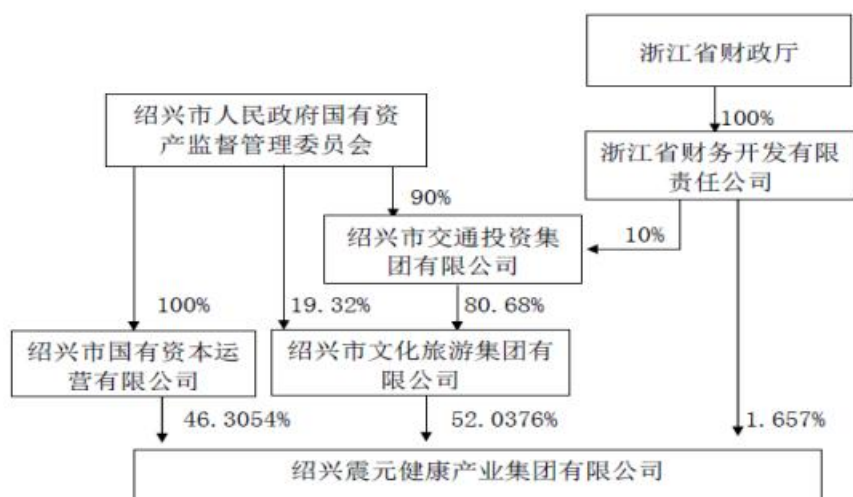 浙江省财政厅
绍兴市人民政府国有资
产监督管理委员会
100%
浙江省财务开发有限
责任公司
90%
绍兴市交通投资集
团有限公司
10%
100%
19.32%
80.68%
绍兴市国有资本运
营有限公司
绍兴市文化旅游集团有
限公司
46.3054%
52.0376%
1.657%
绍兴震元健康产业集团有限公司